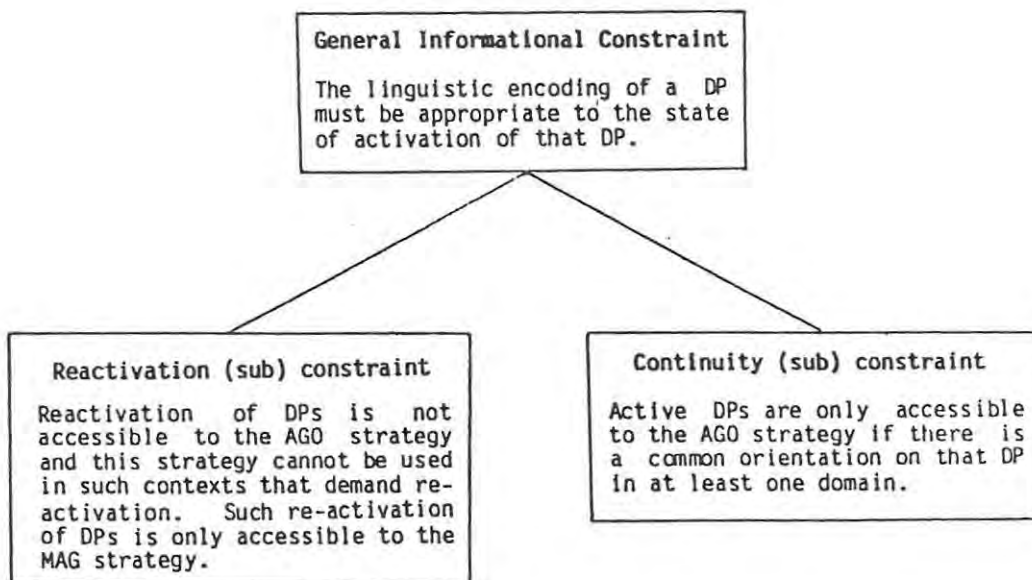 General Informational Constraint
The linguistic encoding of a DP
must be appropriate to the state
of activation of that DP.
Reactivation (sub) constraint
Reactivation of DPs is not
accessible to the AGO strategy
and this strategy cannot be used
in such contexts that demand re-
activation. Such re-activation
of DPs is only accessible to the
MAG strategy.
Continuity (sub) constraint
Active DPs are only accessible
to the AGO strategy if there is
a common orientation on that DP
in at least one domain.